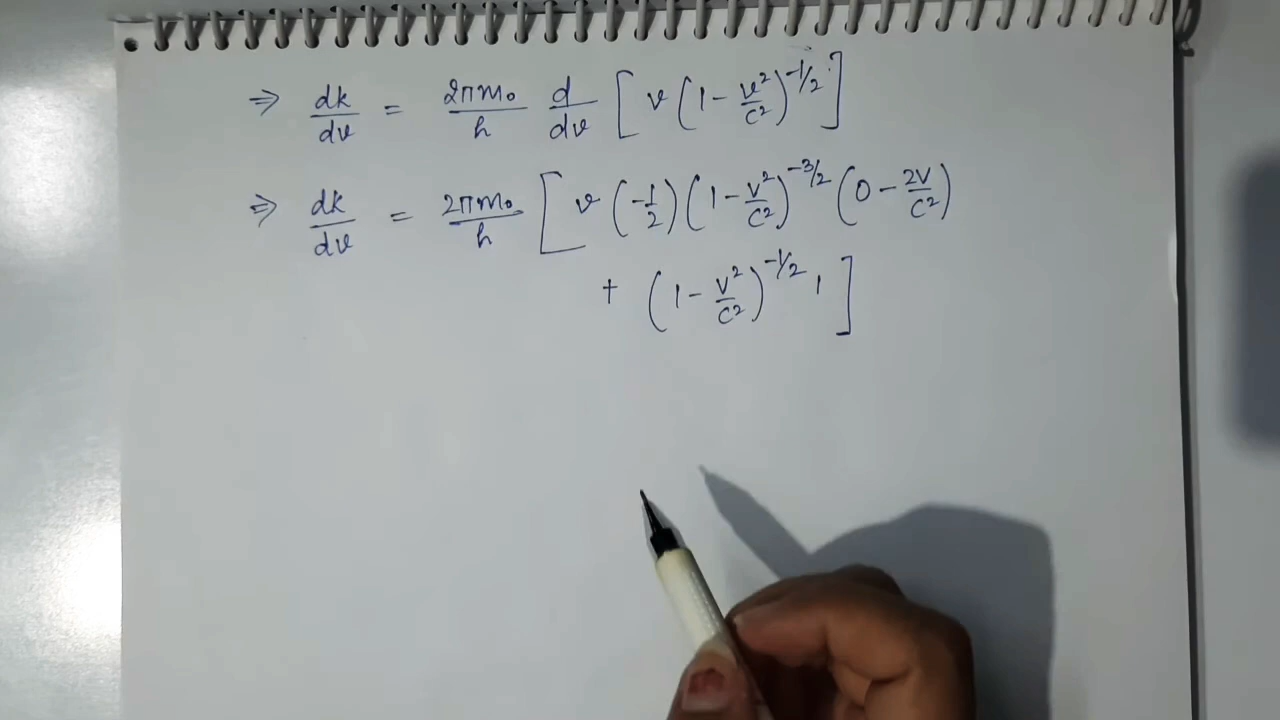 ⇒ dk/dv = 2πm₀/h d/dv [v(1 - v²/c²)^-1/2]
⇒ dk/dv = 2πm₀/h [v(-1/2)(1 - v²/c²)^-3/2 (0 - 2v/c²)
+ (1 - v²/c²)^-1/2 . 1]